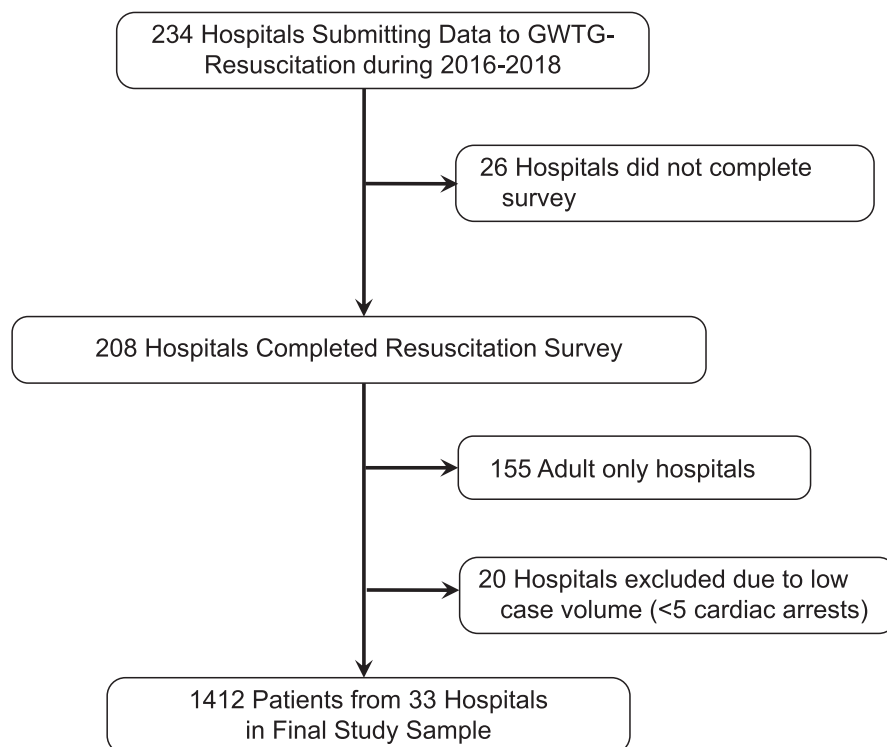 234 Hospitals Submitting Data to GWTG-
Resuscitation during 2016-2018
26 Hospitals did not complete
survey
208 Hospitals Completed Resuscitation Survey
155 Adult only hospitals
20 Hospitals excluded due to low
case volume (<5 cardiac arrests)
1412 Patients from 33 Hospitals
in Final Study Sample